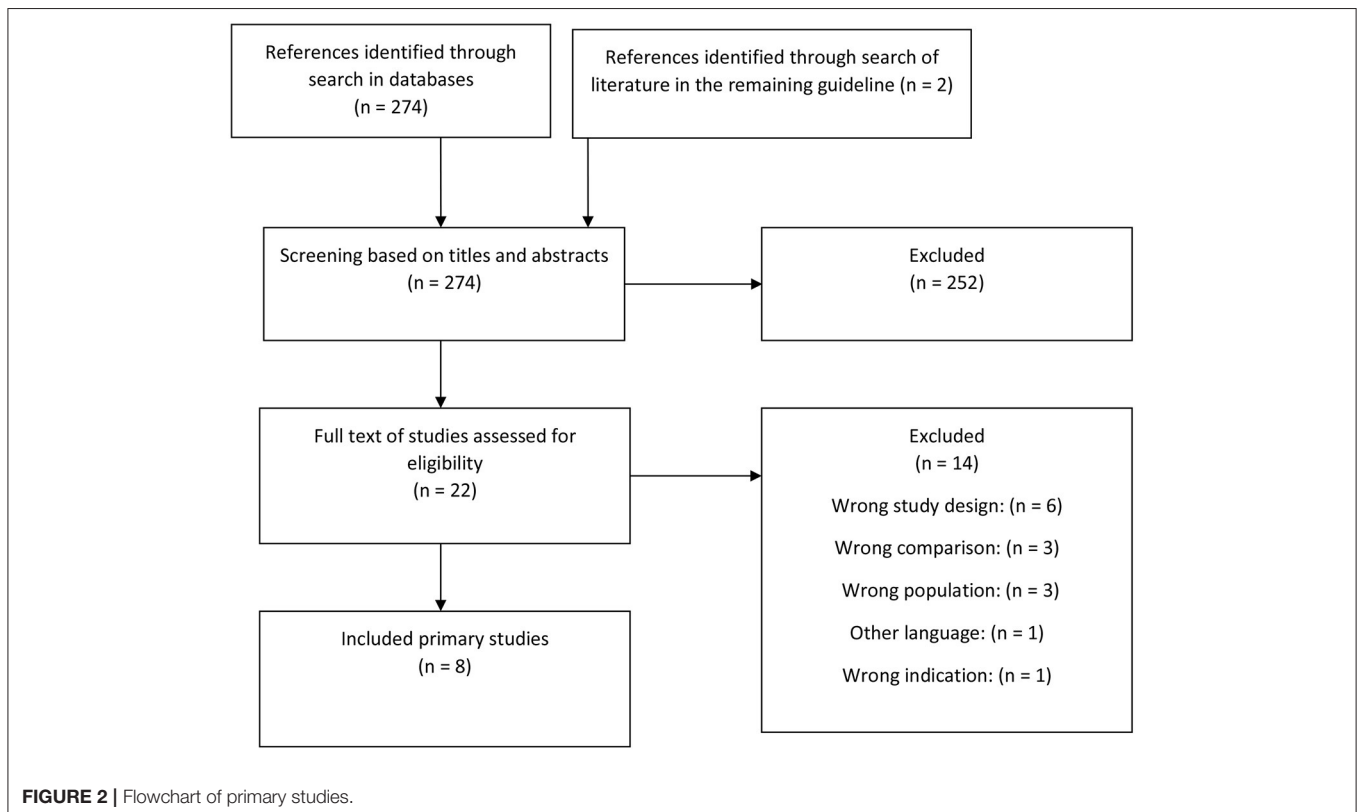 References identified through
search in databases
(n = 274)
References identified through search of
literature in the remaining guideline (n = 2)
Screening based on titles and abstracts
(n = 274)
Excluded
(n = 252)
Full text of studies assessed for
eligibility
(n = 22)
Excluded
(n = 14)
Wrong study design: (n = 6)
Wrong comparison: (n = 3)
Wrong population: (n = 3)
Other language: (n = 1)
Wrong indication: (n = 1)
Included primary studies
(n = 8)
FIGURE 2 | Flowchart of primary studies.